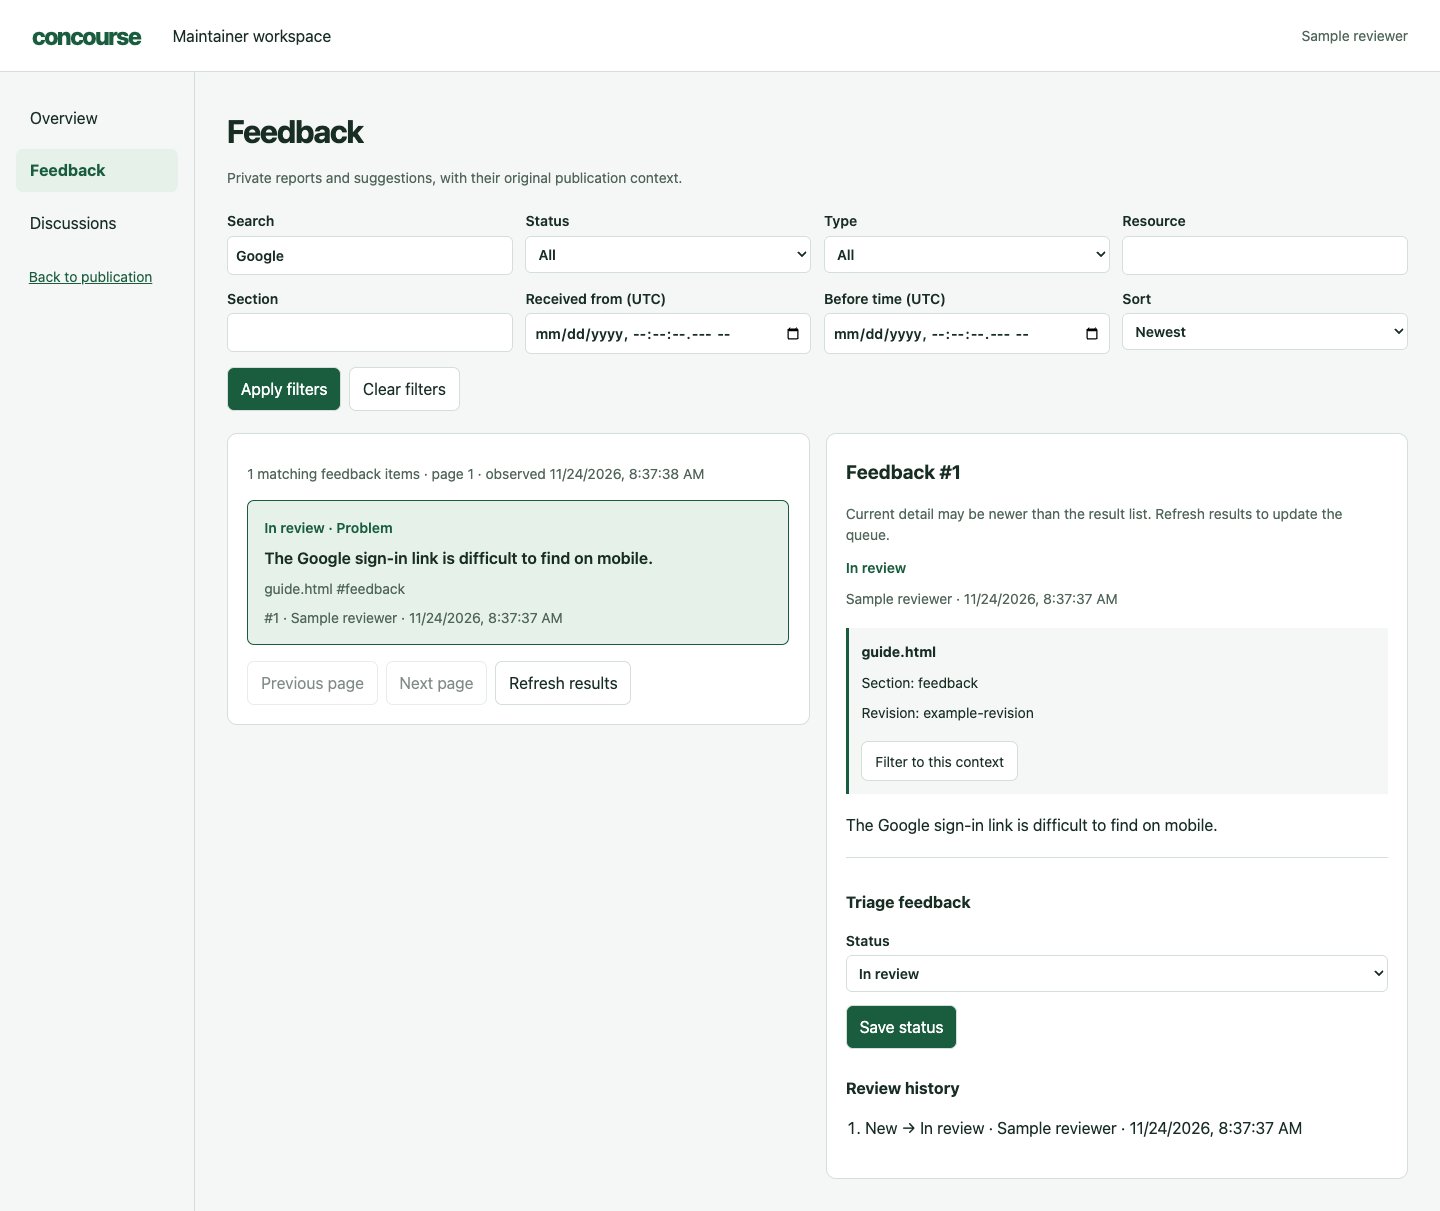 concourse
Maintainer workspace
Sample reviewer
Overview
Feedback
Discussions
Back to publication
Feedback
Private reports and suggestions, with their original publication context.
Search
Google
Status
All
Type
All
Resource
Section
Received from (UTC)
mm/dd/yyyy, --:--:--.--- --
Before time (UTC)
mm/dd/yyyy, --:--:--.--- --
Sort
Newest
Apply filters
Clear filters
1 matching feedback items · page 1 · observed 11/24/2026, 8:37:38 AM
In review · Problem
The Google sign-in link is difficult to find on mobile.
guide.html #feedback
#1 · Sample reviewer · 11/24/2026, 8:37:37 AM
Previous page
Next page
Refresh results
Feedback #1
Current detail may be newer than the result list. Refresh results to update the
queue.
In review
Sample reviewer · 11/24/2026, 8:37:37 AM
guide.html
Section: feedback
Revision: example-revision
Filter to this context
The Google sign-in link is difficult to find on mobile.
Triage feedback
Status
In review
Save status
Review history
1. New → In review · Sample reviewer · 11/24/2026, 8:37:37 AM